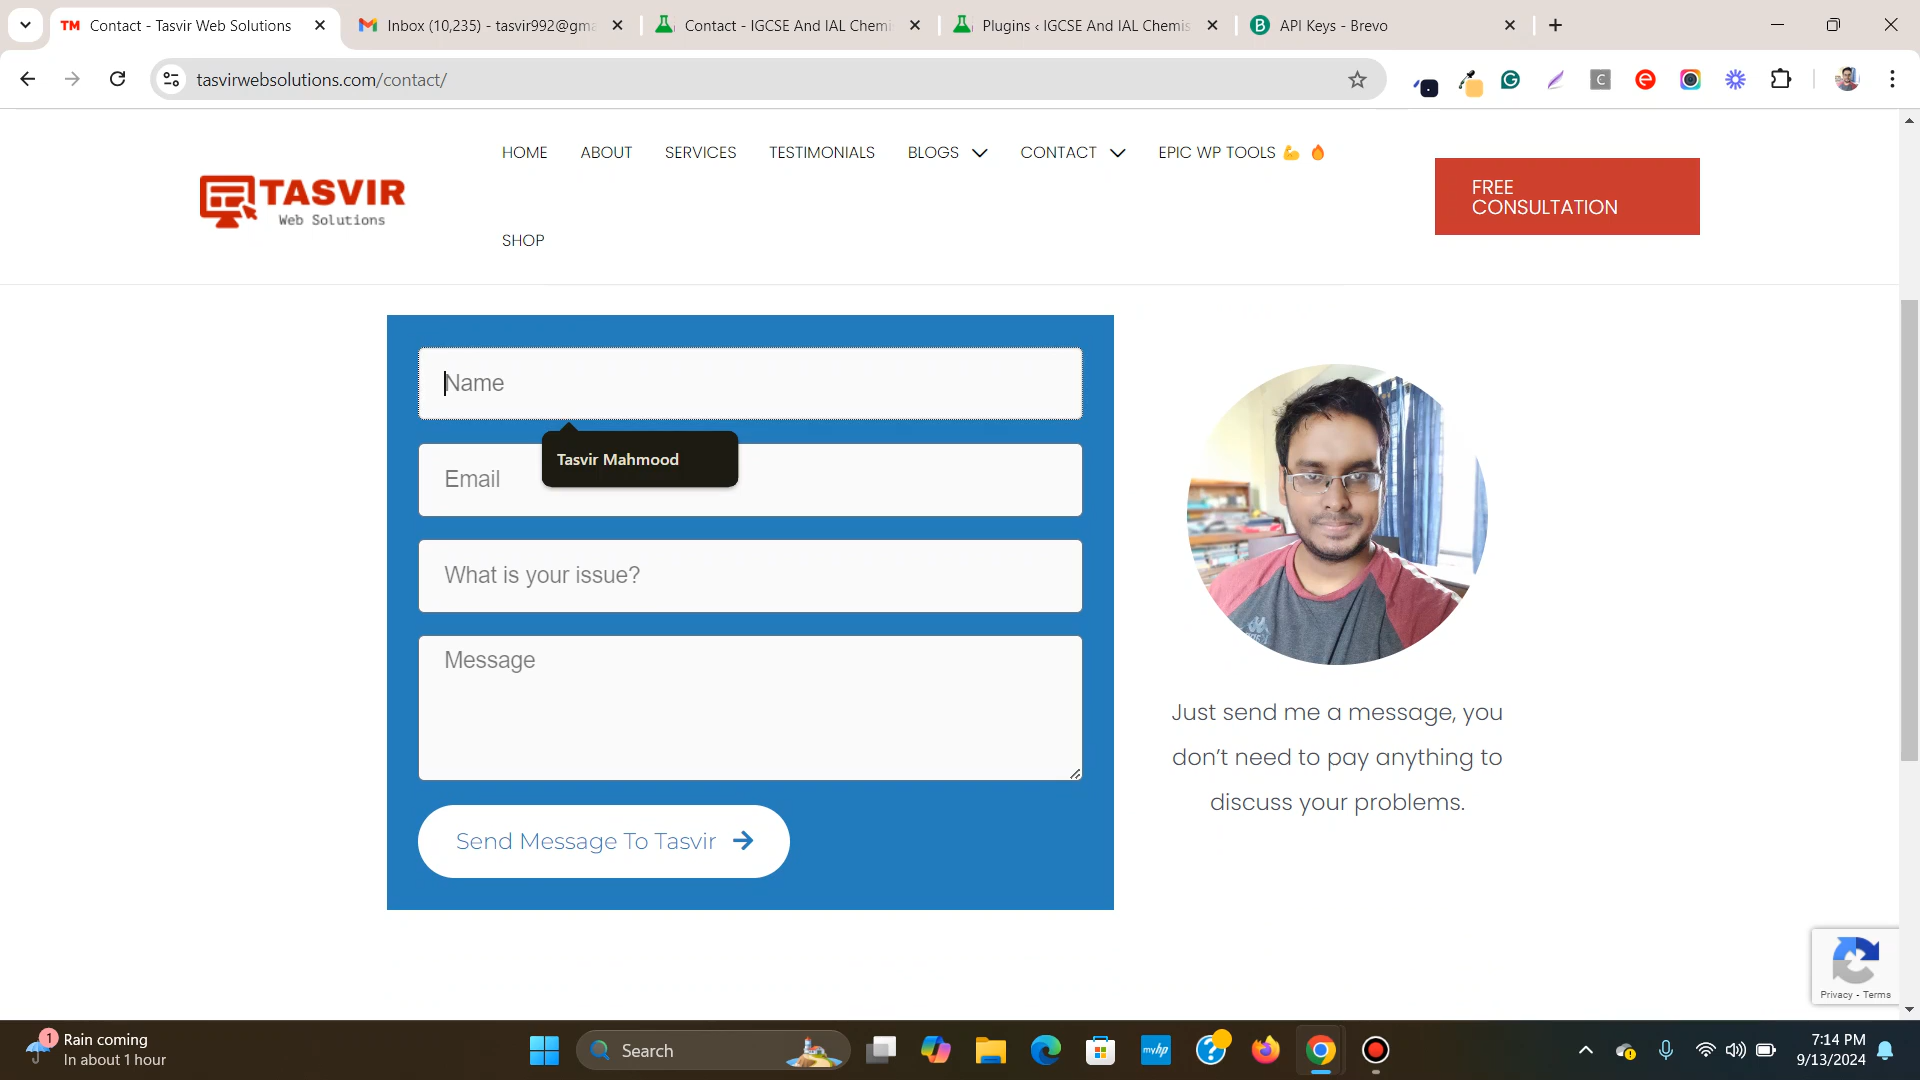 Contact - Tasvir Web Solutions
Inbox (10,235) - tasvir992@gma
Contact - IGCSE And IAL Chemi
Plugins ‹ IGCSE And IAL Chemis
API Keys - Brevo
tasvirwebsolutions.com/contact/
HOME
ABOUT
SERVICES
TESTIMONIALS
BLOGS
CONTACT
EPIC WP TOOLS 💪 🔥
SHOP
TASVIR
Web Solutions
FREE
CONSULTATION
Name
Tasvir Mahmood
Email
What is your issue?
Message
Send Message To Tasvir
Just send me a message, you
don’t need to pay anything to
discuss your problems.
Privacy - Terms
1
Rain coming
In about 1 hour
Search
myhp
7:14 PM
9/13/2024